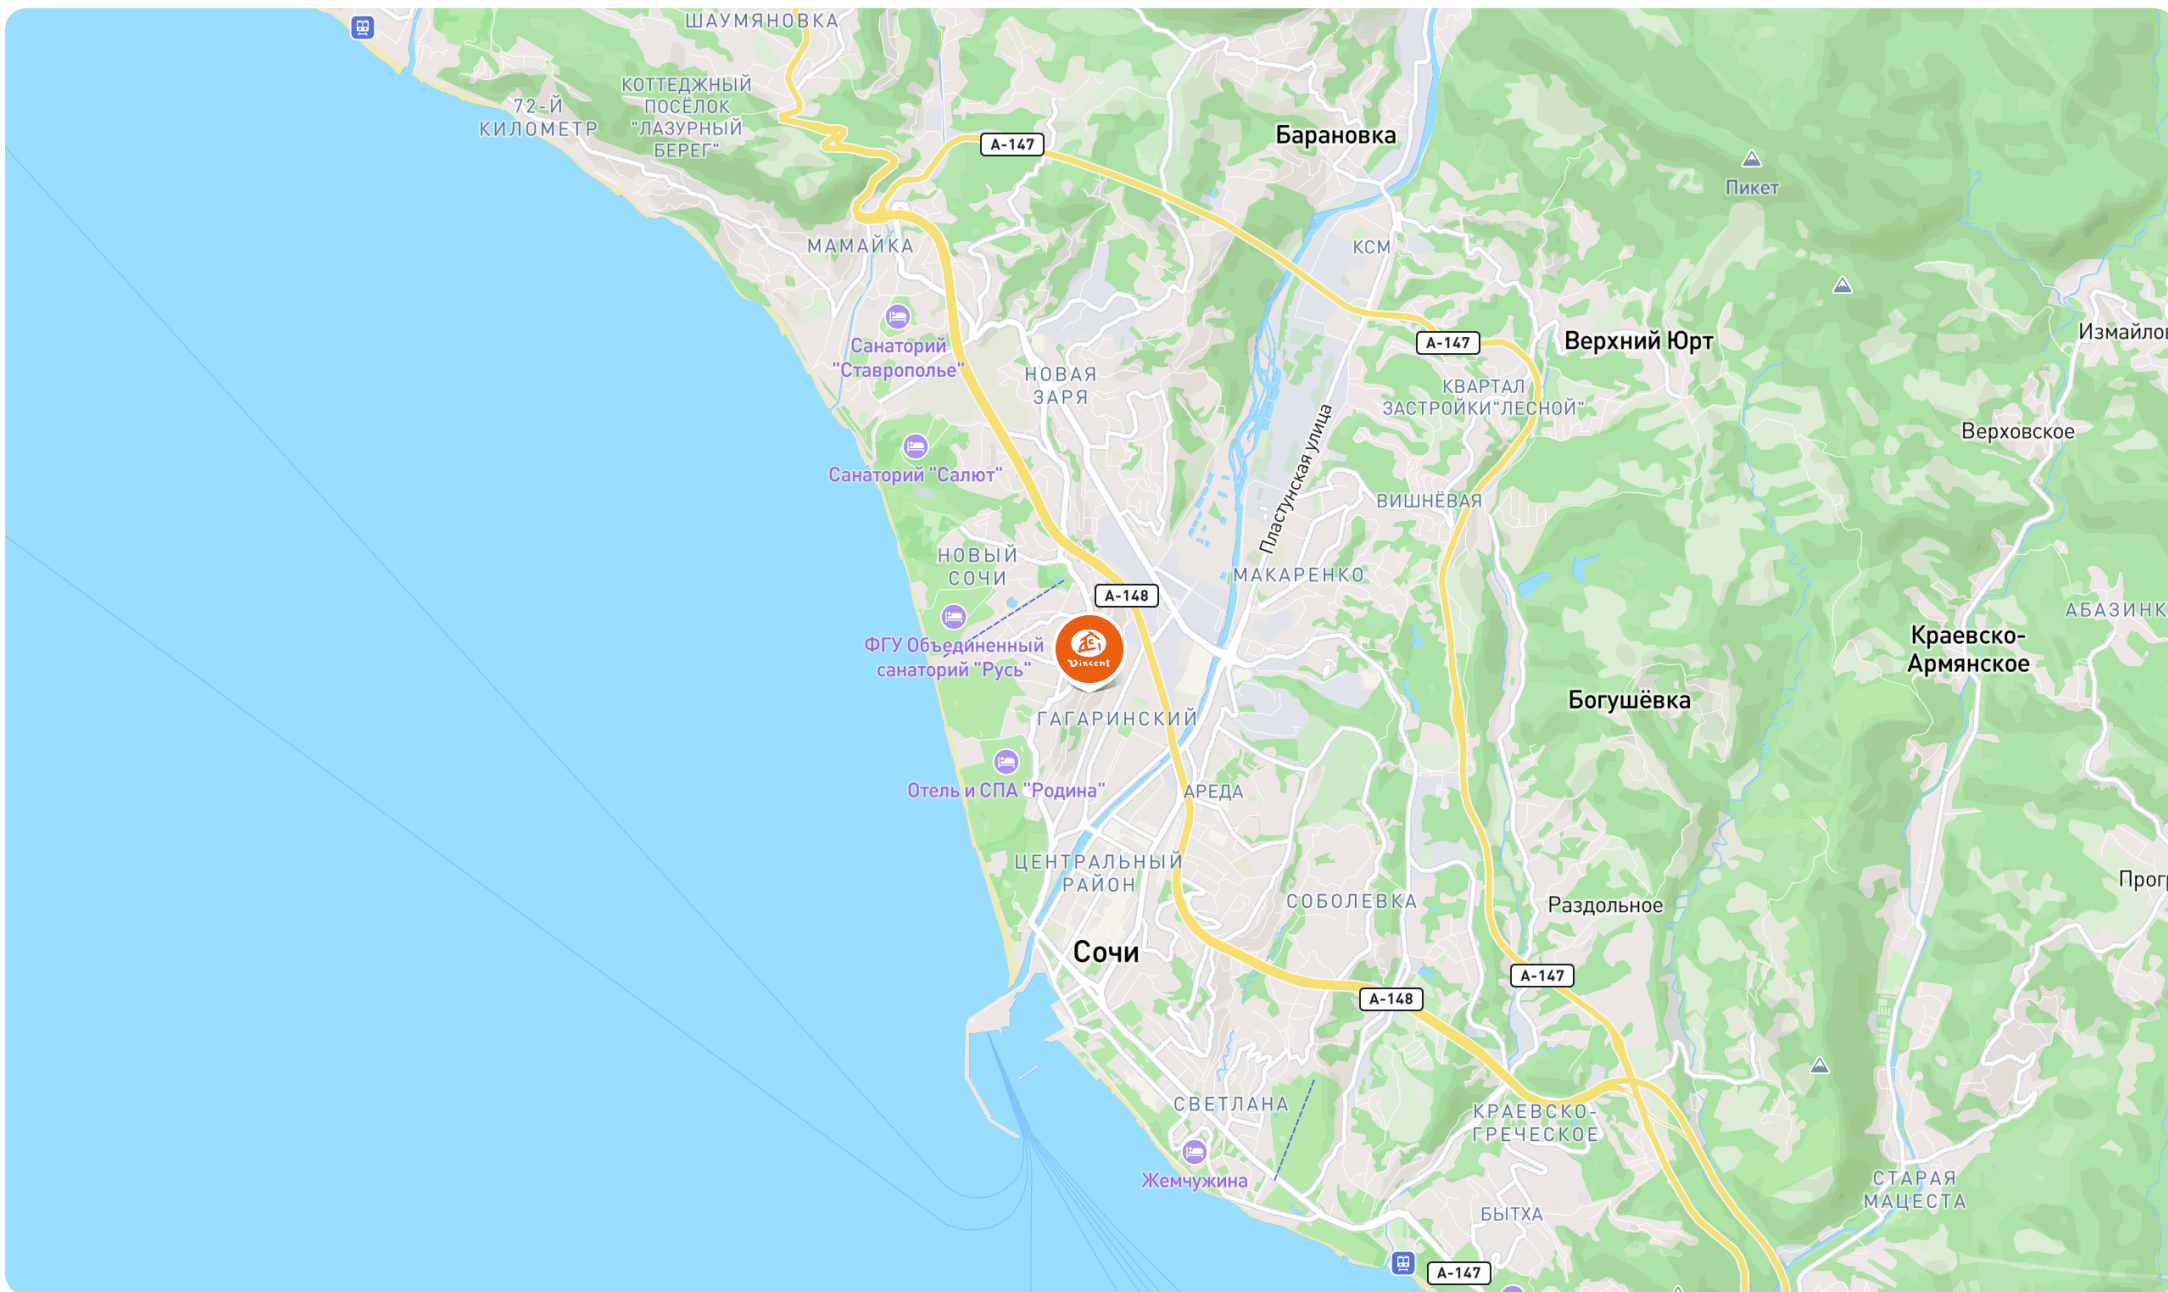 ШАУМЯНОВКА
КОТТЕДЖНЫЙ
ПОСЁЛОК
"ЛАЗУРНЫЙ
БЕРЕГ"
72-Й
КИЛОМЕТР
А-147
Барановка
Пикет
МАМАЙКА
КСМ
Санаторий
"Ставрополье"
НОВАЯ
ЗАРЯ
А-147
Верхний Юрт
КВАРТАЛ
ЗАСТРОЙКИ"ЛЕСНОЙ"
Пластунская улица
Верховское
Санаторий "Салют"
ВИШНЁВАЯ
НОВЫЙ
СОЧИ
МАКАРЕНКО
А-148
АБАЗИНК
ФГУ Объединенный
санаторий "Русь"
Vincent
Краевско-
Армянское
Богушёвка
ГАГАРИНСКИЙ
Отель и СПА "Родина"
АРЕДА
ЦЕНТРАЛЬНЫЙ
РАЙОН
СОБОЛЕВКА
Раздольное
Сочи
А-147
А-148
СВЕТЛАНА
КРАЕВСКО-
ГРЕЧЕСКОЕ
Жемчужина
СТАРАЯ
МАЦЕСТА
БЫТХА
А-147